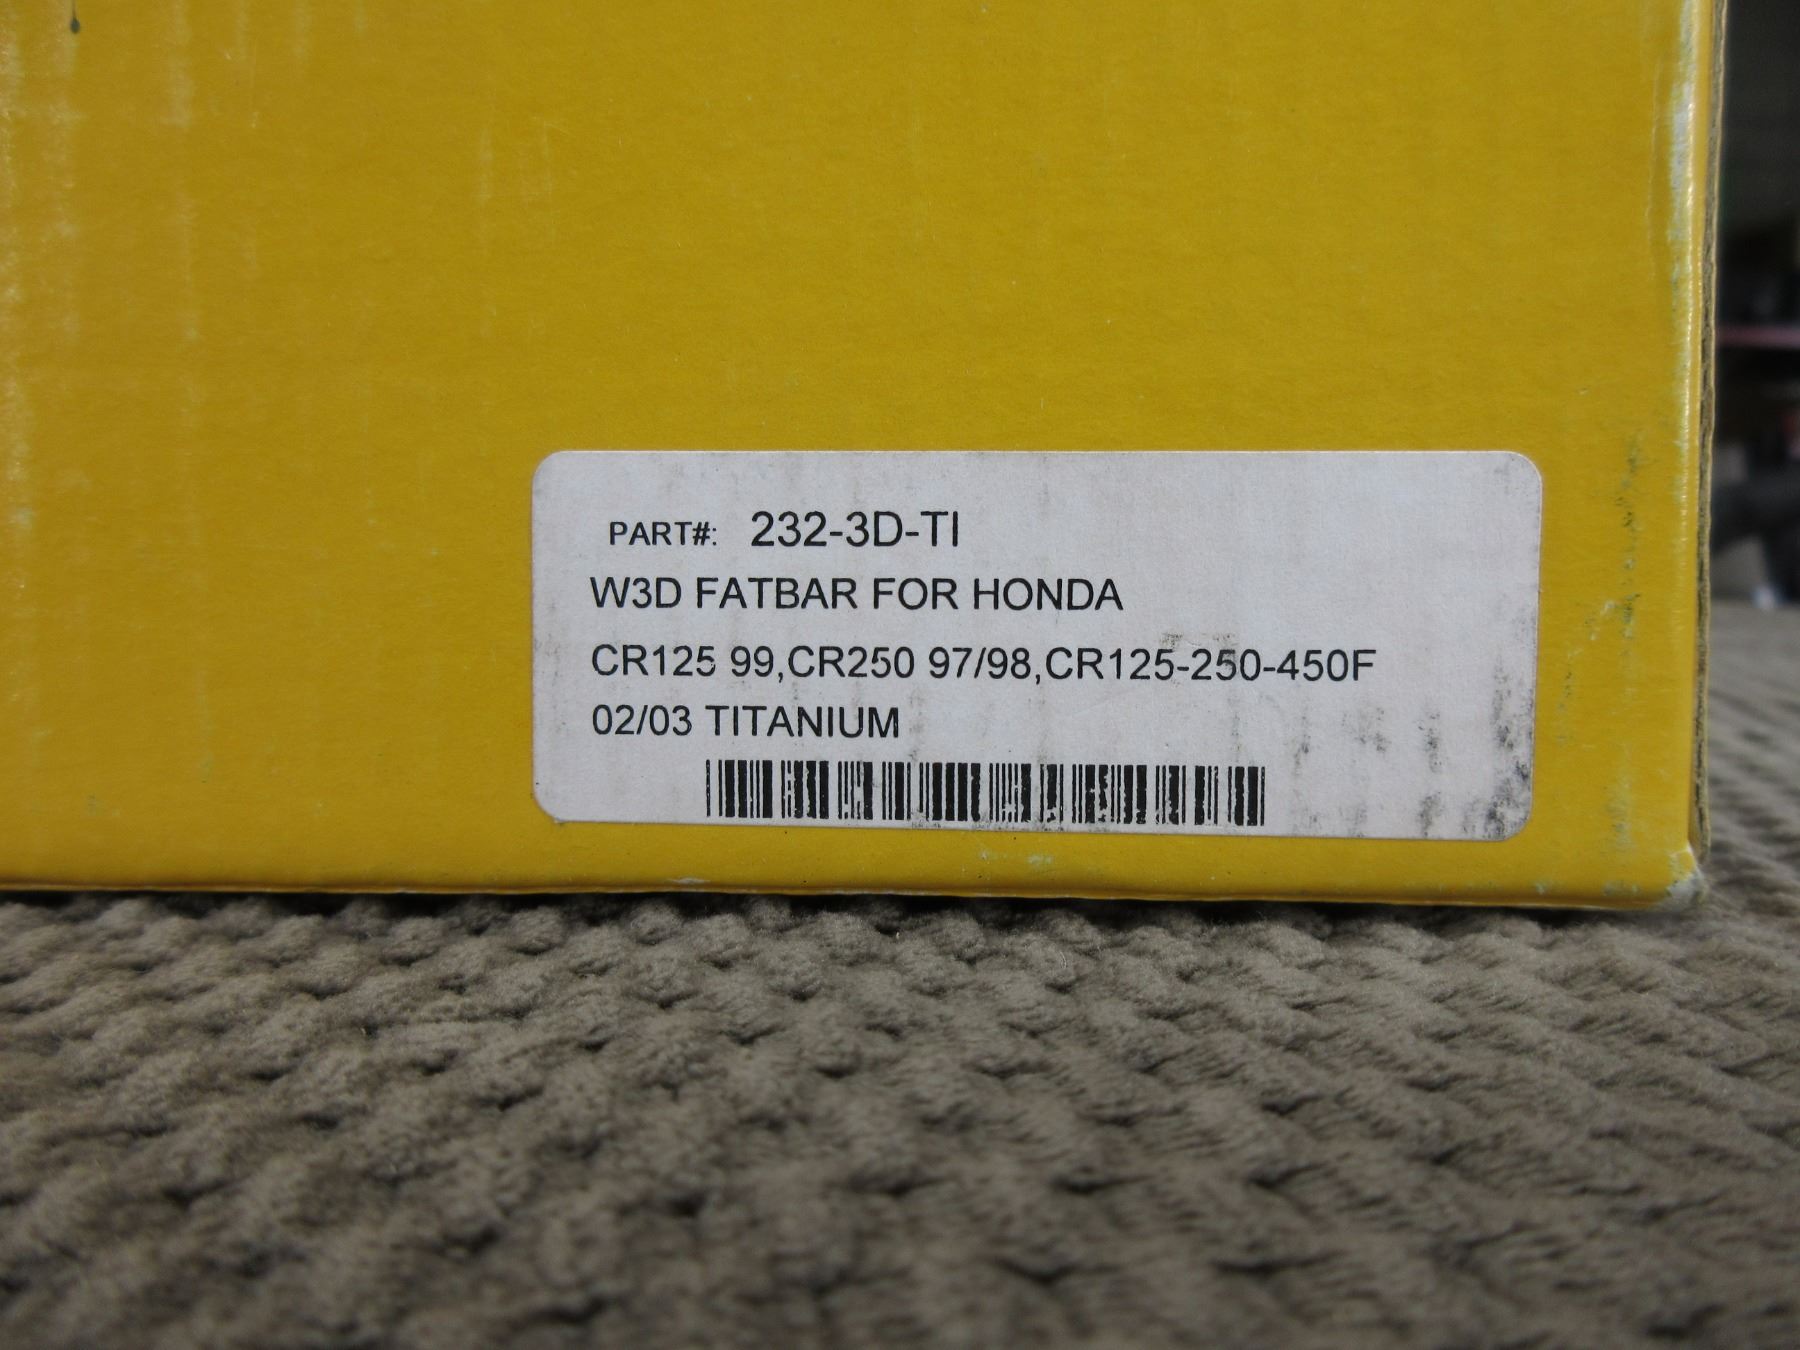 PART#: 232-3D-TI
W3D FATBAR FOR HONDA
CR125 99,CR250 97/98,CR125-250-450F
02/03 TITANIUM